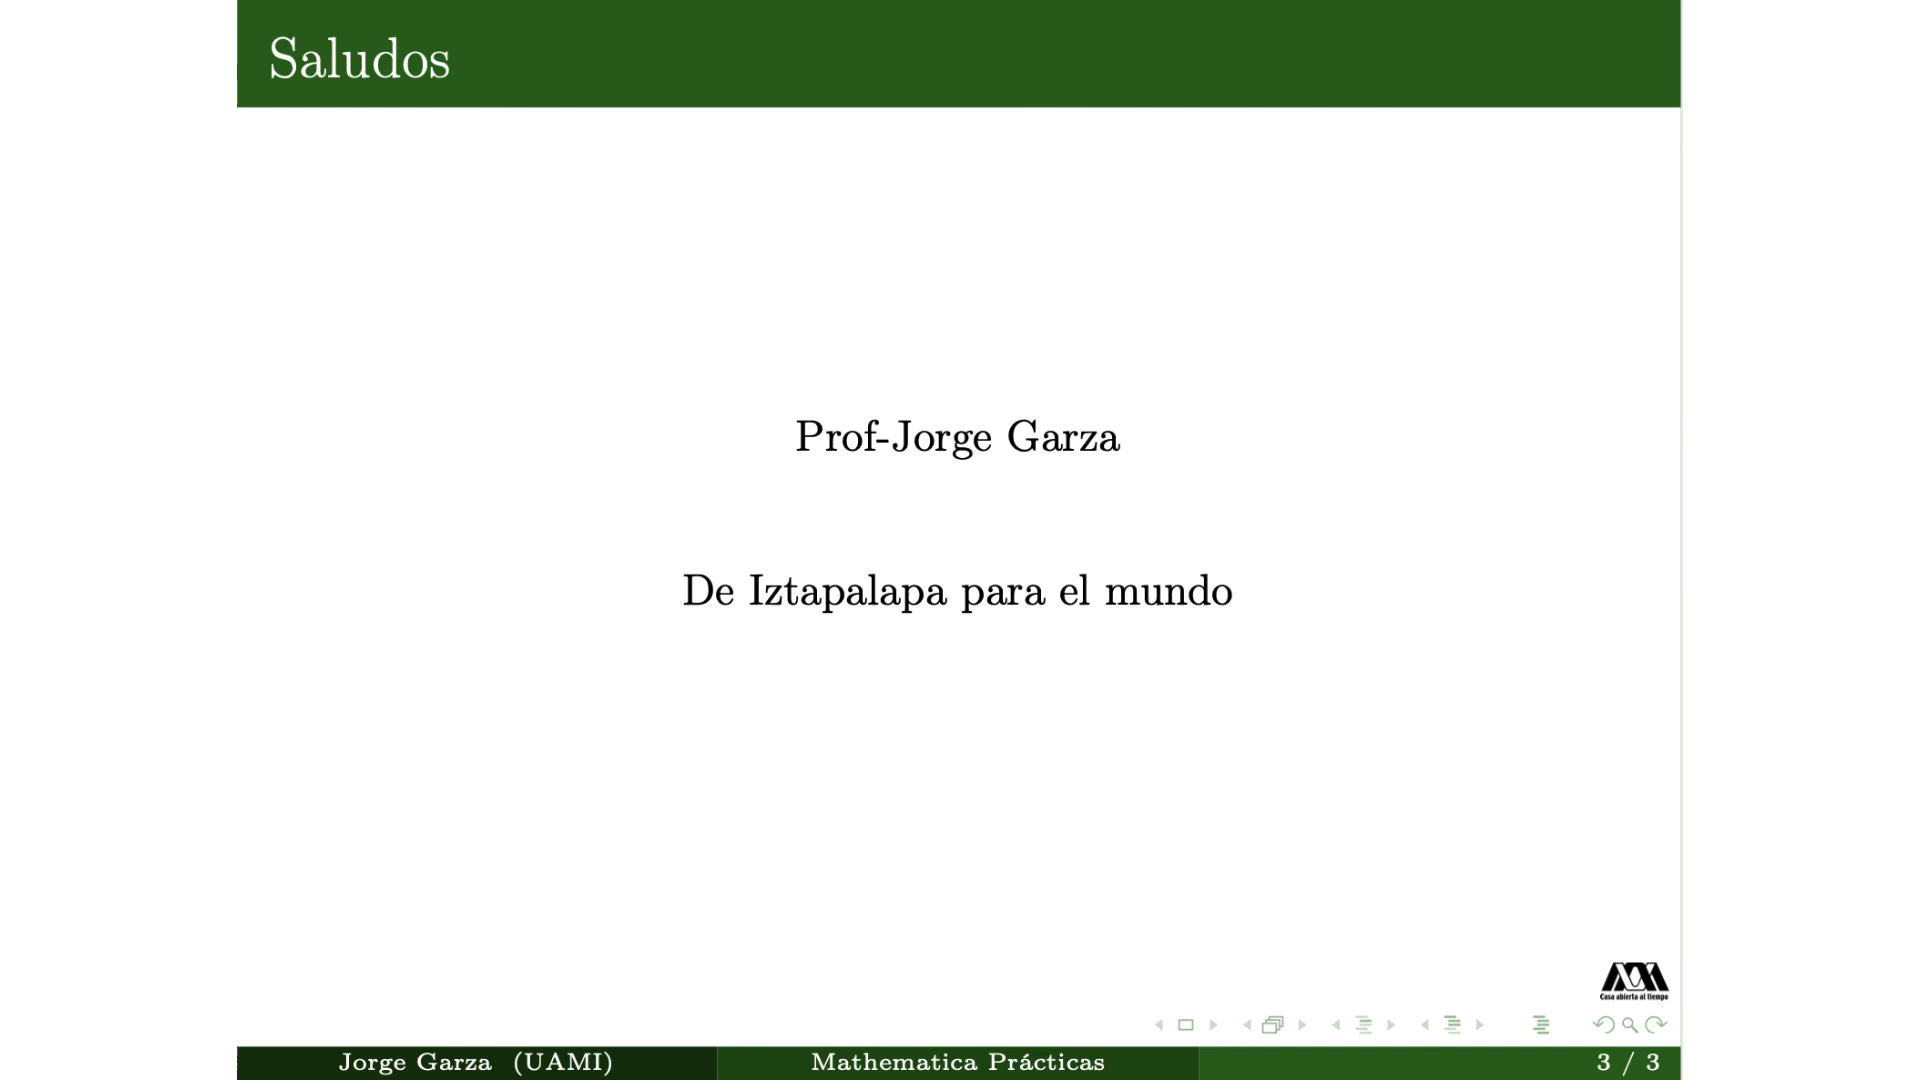 Saludos
Prof-Jorge Garza
De Iztapalapa para el mundo
Casa abierta al tiempo
Jorge Garza (UAMI)
Mathematica Prácticas
3 / 3